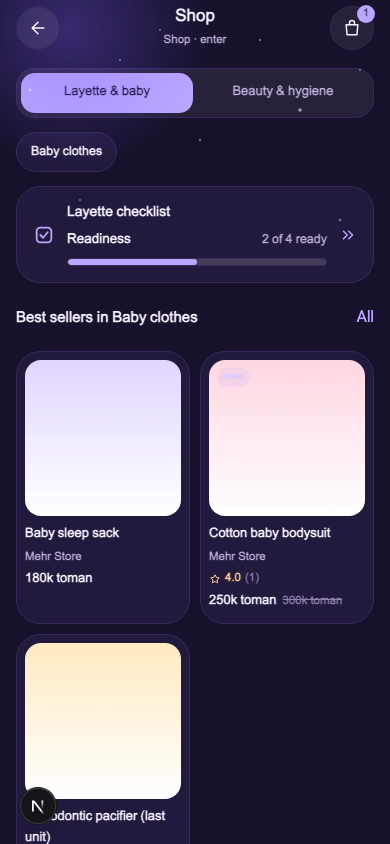 Shop
1
Shop · enter
Layette & baby
Beauty & hygiene
Baby clothes
Layette checklist
Readiness
2 of 4 ready
Best sellers in Baby clothes
All
Baby sleep sack
Mehr Store
180k toman
Cotton baby bodysuit
Mehr Store
4.0 (1)
250k toman 300k toman
N
(last
unit)